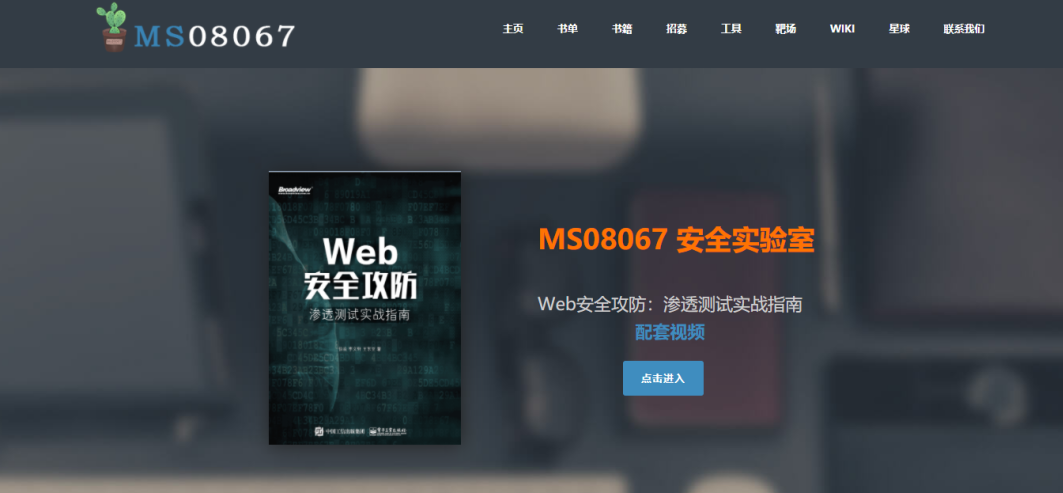 MS08067
主页 书单 书籍 招募 工具 靶场 WIKI 星球 联系我们
Broadview
Web
安全攻防
渗透测试实战指南
MS08067 安全实验室
Web安全攻防：渗透测试实战指南
配套视频
点击进入